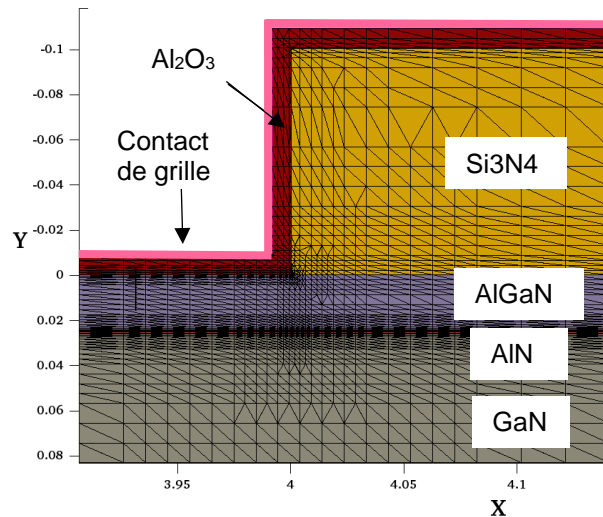 -0.1
Al₂O₃
-0.08
-0.06
Contact
de grille
Si3N4
-0.04
-0.02
Y
0
AlGaN
0.02
AlN
0.04
GaN
0.06
0.08
3.95
4
4.05
4.1
X